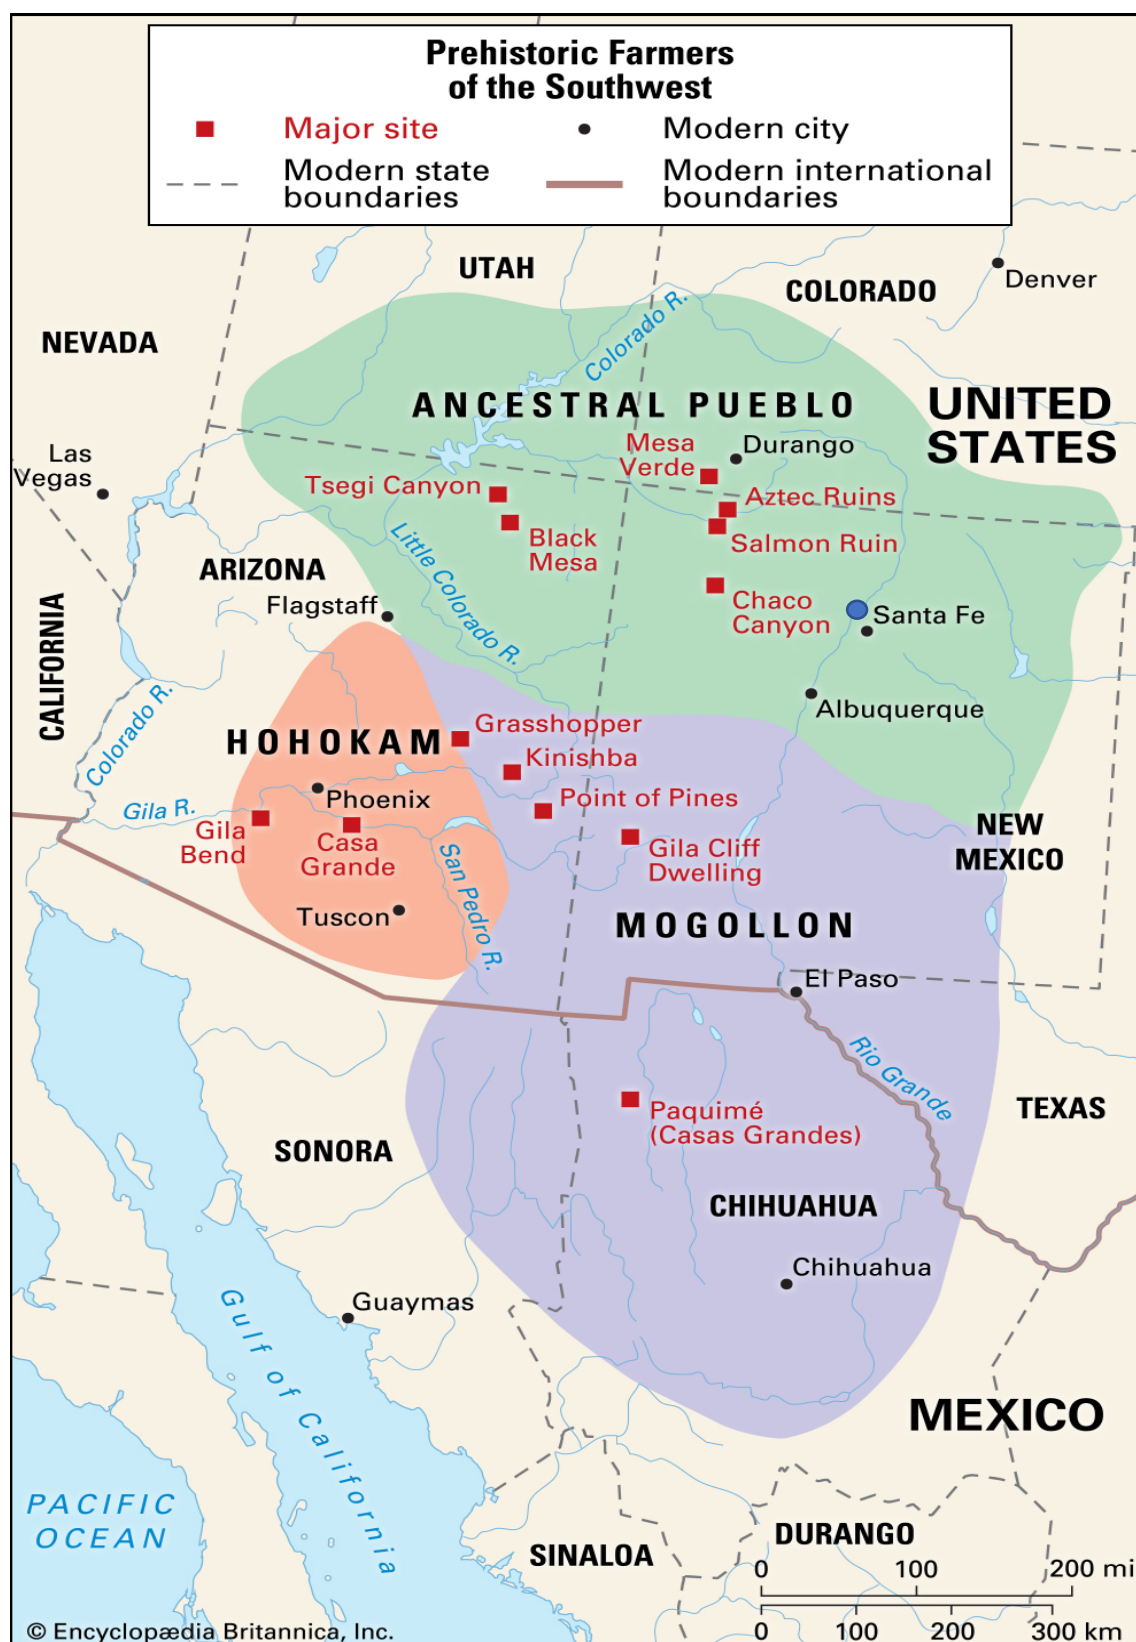 Prehistoric Farmers
of the Southwest
Major site
Modern city
Modern state
boundaries
Modern international
boundaries
UTAH
COLORADO
Denver
NEVADA
Colorado R.
ANCESTRAL PUEBLO
UNITED
STATES
Las
Vegas
Mesa
Verde
Durango
Tsegi Canyon
Aztec Ruins
Black
Mesa
Salmon Ruin
Little Colorado R.
ARIZONA
Flagstaff
Chaco
Canyon
Santa Fe
CALIFORNIA
Colorado R.
Albuquerque
HOHOKAM
Grasshopper
Kinishba
Phoenix
Point of Pines
Gila R.
Gila
Bend
Casa
Grande
San Pedro R.
Gila Cliff
Dwelling
NEW
MEXICO
Tuscon
MOGOLLON
El Paso
Rio Grande
Paquimé
(Casas Grandes)
TEXAS
SONORA
CHIHUAHUA
Chihuahua
Guaymas
Gulf of California
MEXICO
PACIFIC
OCEAN
SINALOA
DURANGO
0 100 200 mi
0 100 200 300 km
© Encyclopædia Britannica, Inc.